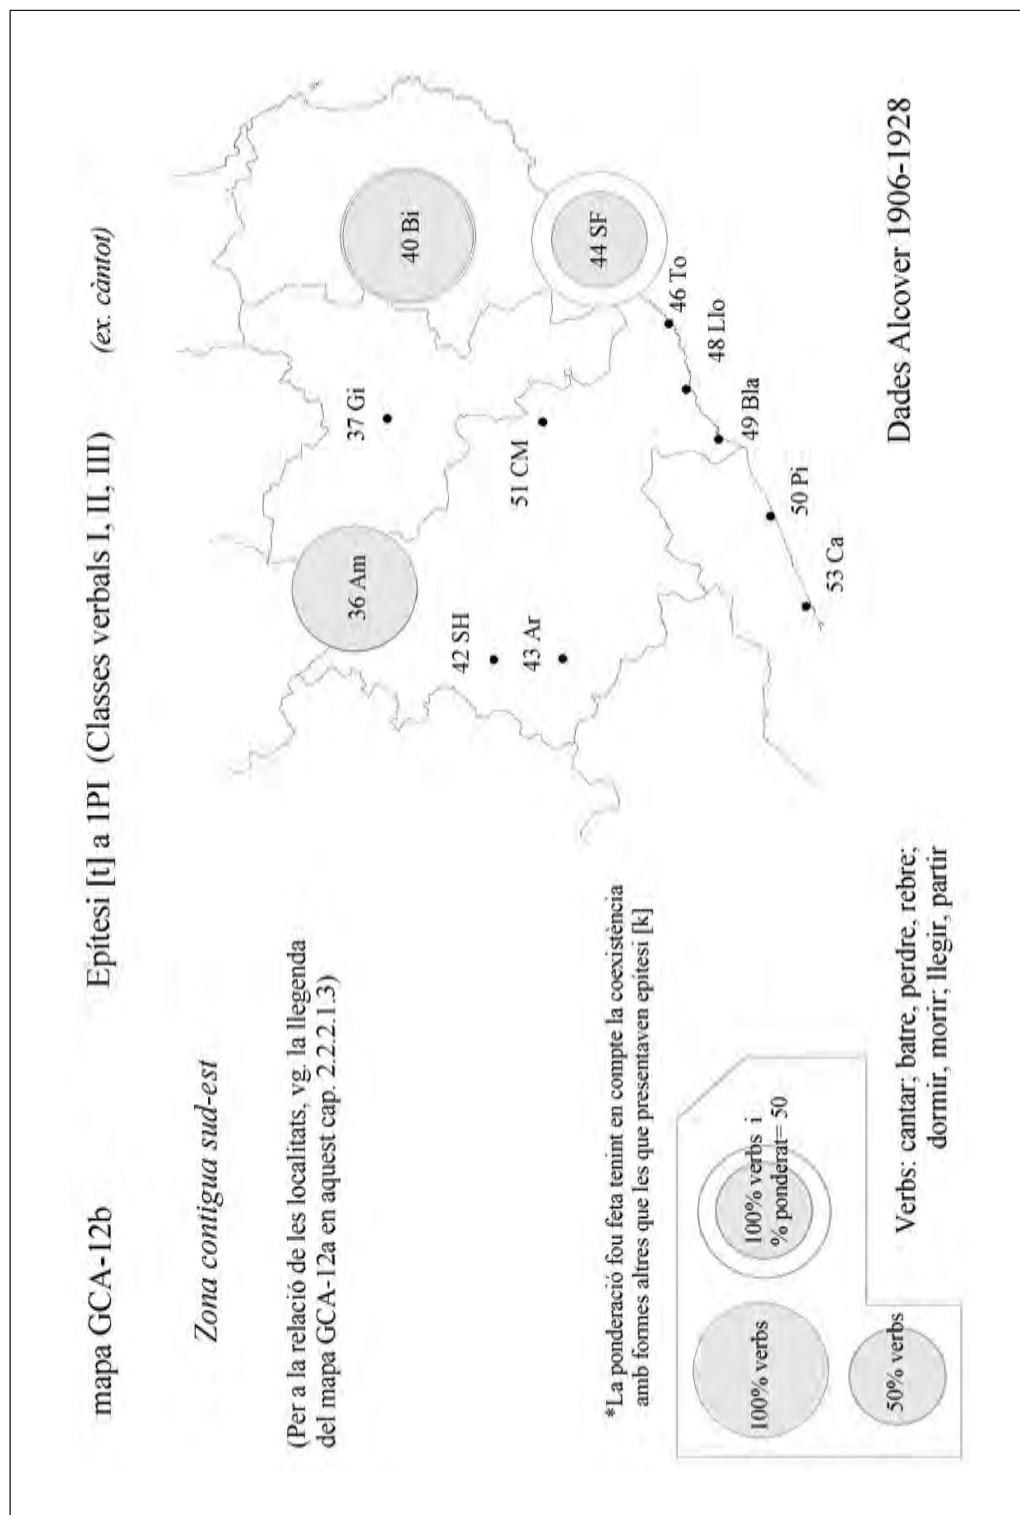 mapa GCA-12b
Epítesi [t] a 1PI (Classes verbals I, II, III)
(ex. càntot)
Zona contigua sud-est
(Per a la relació de les localitats, vg. la llegenda
del mapa GCA-12a en aquest cap. 2.2.2.1.3)
36 Am
37 Gi
40 Bi
42 SH
43 Ar
51 CM
44 SF
46 To
48 Llo
49 Bla
50 Pi
53 Ca
*La ponderació fou feta tenint en compte la coexistència
amb formes altres que les que presentaven epítesi [k]
100% verbs
100% verbs i
% ponderat= 50
50% verbs
Verbs: cantar; batre, perdre, rebre;
dormir, morir; llegir, partir
Dades Alcover 1906-1928